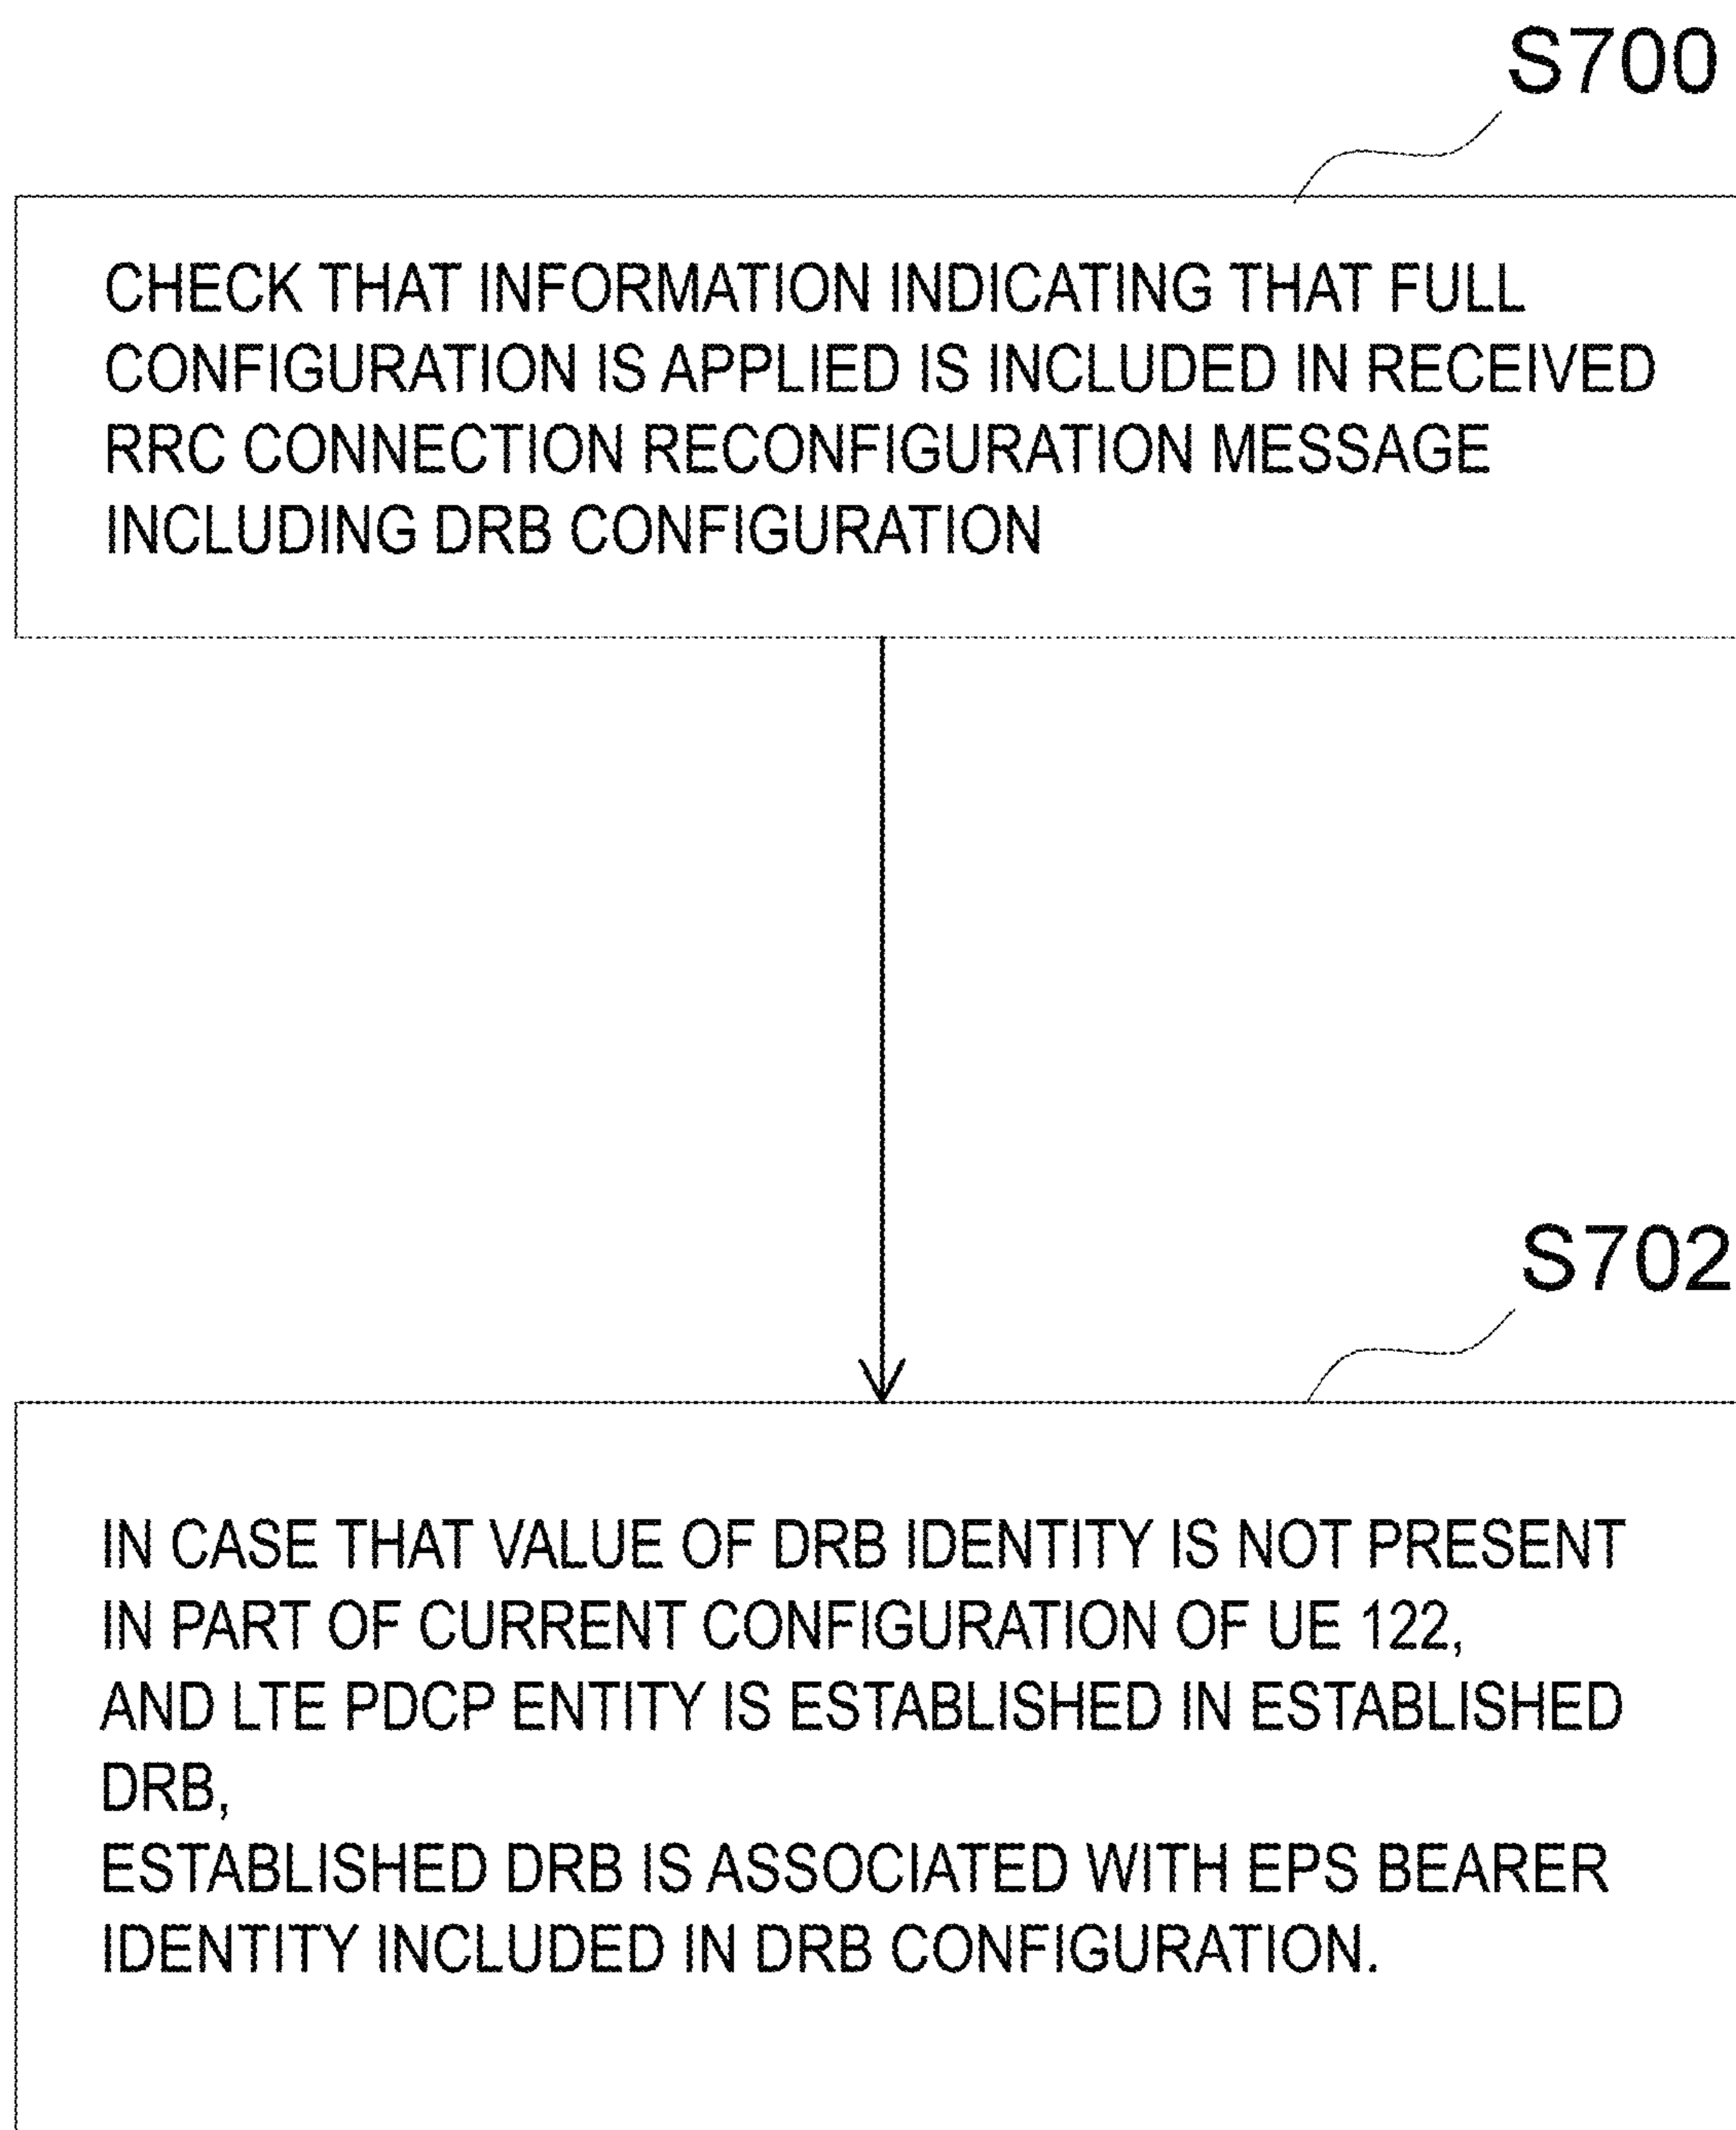 S700
CHECK THAT INFORMATION INDICATING THAT FULL
CONFIGURATION IS APPLIED IS INCLUDED IN RECEIVED
RRC CONNECTION RECONFIGURATION MESSAGE
INCLUDING DRB CONFIGURATION
S702
IN CASE THAT VALUE OF DRB IDENTITY IS NOT PRESENT
IN PART OF CURRENT CONFIGURATION OF UE 122,
AND LTE PDCP ENTITY IS ESTABLISHED IN ESTABLISHED
DRB,
ESTABLISHED DRB IS ASSOCIATED WITH EPS BEARER
IDENTITY INCLUDED IN DRB CONFIGURATION.